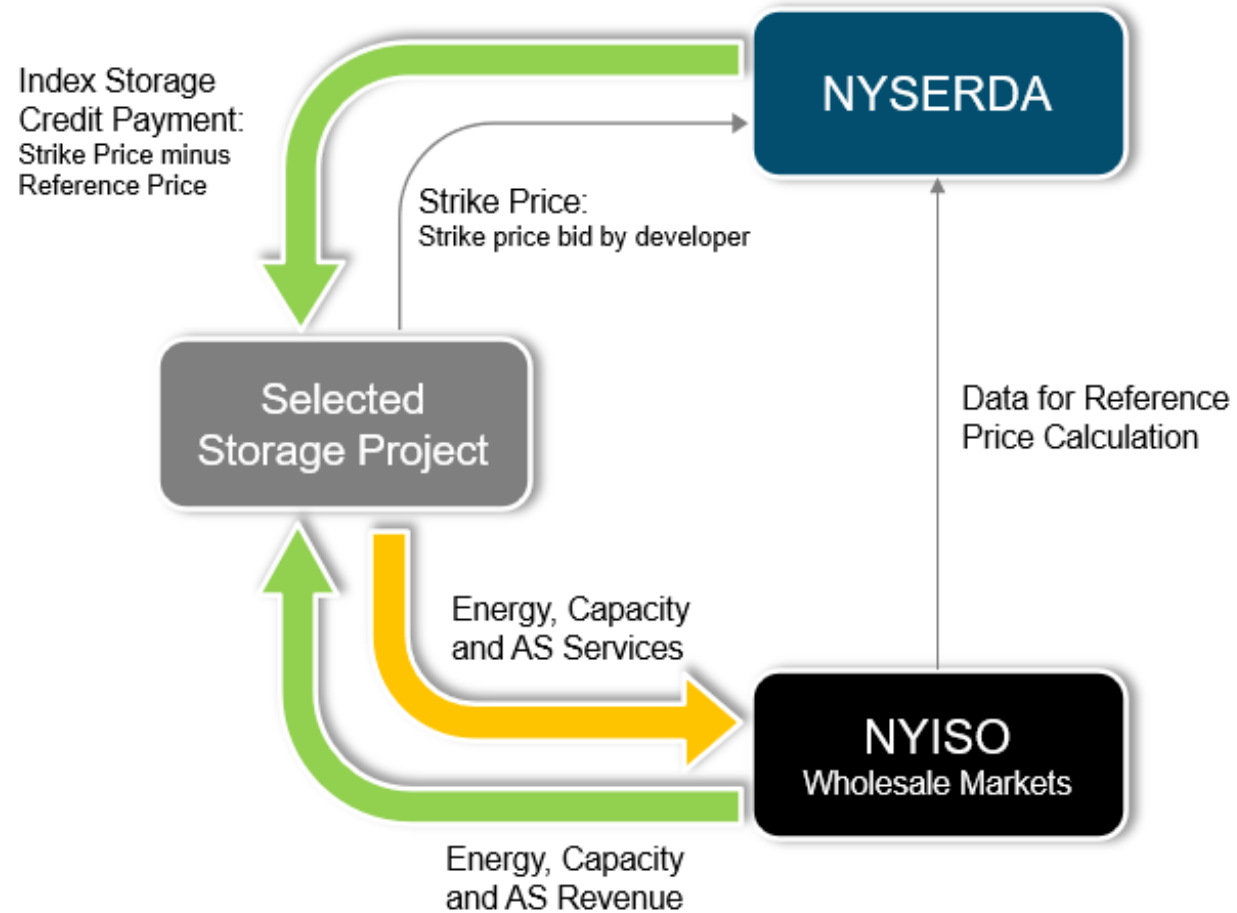 Index Storage
Credit Payment:
Strike Price minus
Reference Price
NYSERDA
Strike Price:
Strike price bid by developer
Selected
Storage Project
Data for Reference
Price Calculation
Energy, Capacity
and AS Services
NYISO
Wholesale Markets
Energy, Capacity
and AS Revenue